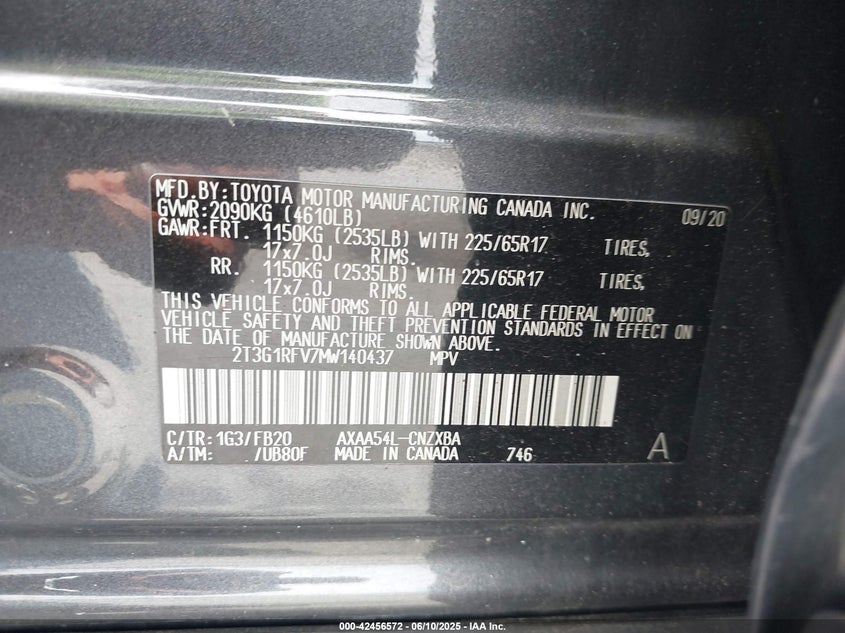 MFD.BY:TOYOTA MOTOR MANUFACTURING CANADA INC. 09/20
GVWR:2090KG (4610LB)
GAWR:FRT. 1150KG (2535LB) WITH 225/65R17 TIRES,
17x7.0J RIMS.
RR. 1150KG (2535LB) WITH 225/65R17 TIRES,
17x7.0J RIMS.
THIS VEHICLE CONFORMS TO ALL APPLICABLE FEDERAL MOTOR
VEHICLE SAFETY AND THEFT PREVENTION STANDARDS IN EFFECT ON
THE DATE OF MANUFACTURE SHOWN ABOVE.
2T3G1RFV7MW140437 MPV
C/TR:1G3/FB20 AXAA54L-CNZXBA
A/TM: /UB80F MADE IN CANADA 746 A
000-42456572 — 06/10/2025 — IAA Inc.